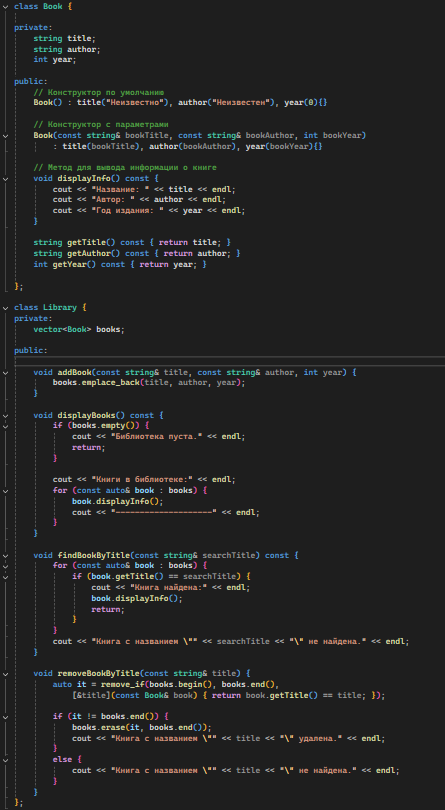 class Book {
private:
string title;
string author;
int year;
public:
// Конструктор по умолчанию
Book() : title("Неизвестно"), author("Неизвестен"), year(0){}
// Конструктор с параметрами
Book(const string& bookTitle, const string& bookAuthor, int bookYear)
: title(bookTitle), author(bookAuthor), year(bookYear){}
// Метод для вывода информации о книге
void displayInfo() const {
cout << "Название: " << title << endl;
cout << "Автор: " << author << endl;
cout << "Год издания: " << year << endl;
}
string getTitle() const { return title; }
string getAuthor() const { return author; }
int getYear() const { return year; }
};
class Library {
private:
vector<Book> books;
public:
void addBook(const string& title, const string& author, int year) {
books.emplace_back(title, author, year);
}
void displayBooks() const {
if (books.empty()) {
cout << "Библиотека пуста." << endl;
return;
}
cout << "Книги в библиотеке:" << endl;
for (const auto& book : books) {
book.displayInfo();
cout << "--------------------" << endl;
}
}
void findBookByTitle(const string& searchTitle) const {
for (const auto& book : books) {
if (book.getTitle() == searchTitle) {
cout << "Книга найдена:" << endl;
book.displayInfo();
return;
}
}
cout << "Книга с названием \"" << searchTitle << "\" не найдена." << endl;
}
void removeBookByTitle(const string& title) {
auto it = remove_if(books.begin(), books.end(),
[&title](const Book& book) { return book.getTitle() == title; });
if (it != books.end()) {
books.erase(it, books.end());
cout << "Книга с названием \"" << title << "\" удалена." << endl;
}
else {
cout << "Книга с названием \"" << title << "\" не найдена." << endl;
}
}
};